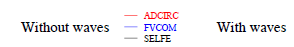 Without waves
ADCIRC
FVCOM
SELFE
With waves